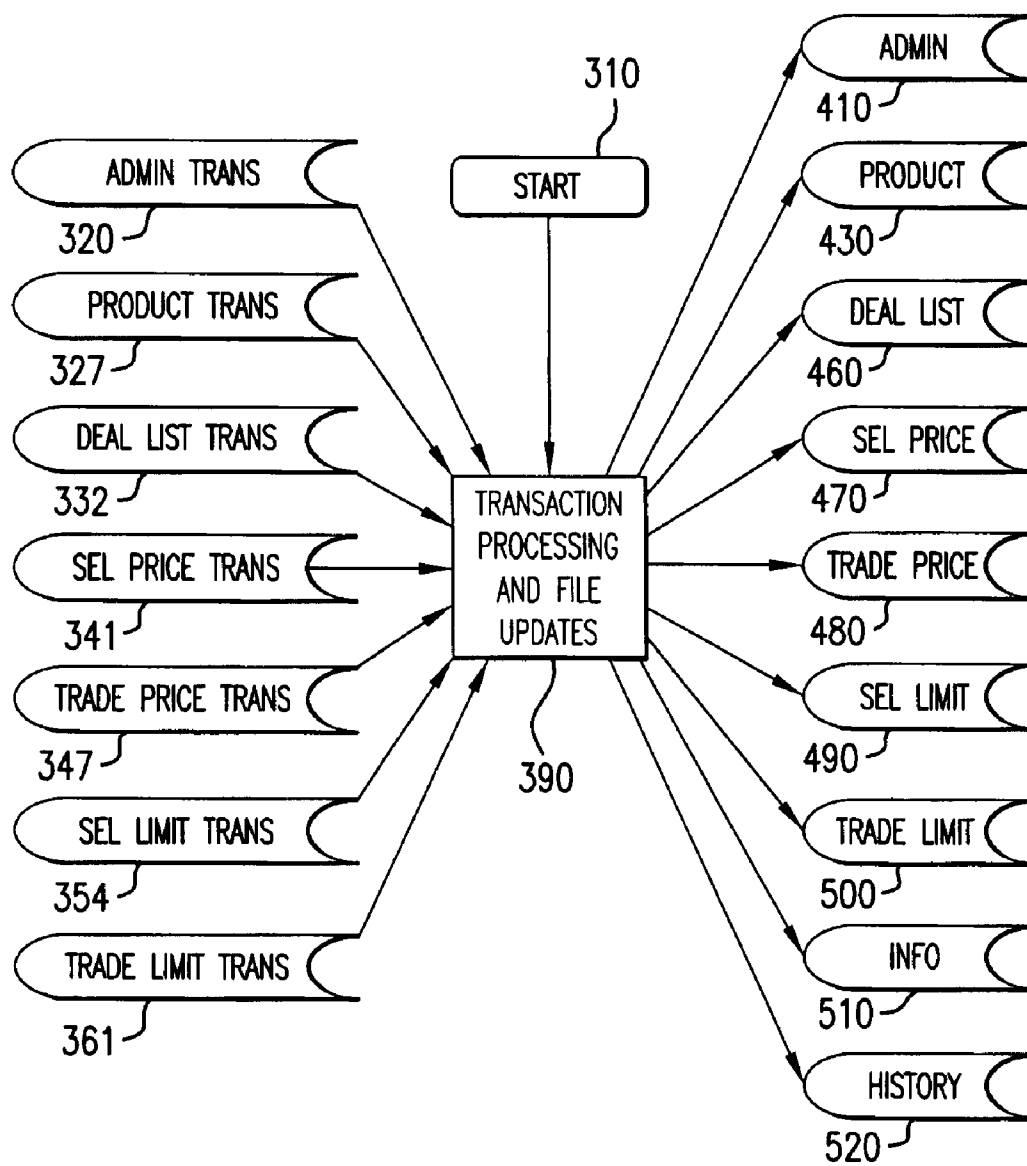 310
START
ADMIN TRANS
320
PRODUCT TRANS
327
DEAL LIST TRANS
332
SEL PRICE TRANS
341
TRADE PRICE TRANS
347
SEL LIMIT TRANS
354
TRADE LIMIT TRANS
361
TRANSACTION
PROCESSING
AND FILE
UPDATES
390
ADMIN
410
PRODUCT
430
DEAL LIST
460
SEL PRICE
470
TRADE PRICE
480
SEL LIMIT
490
TRADE LIMIT
500
INFO
510
HISTORY
520